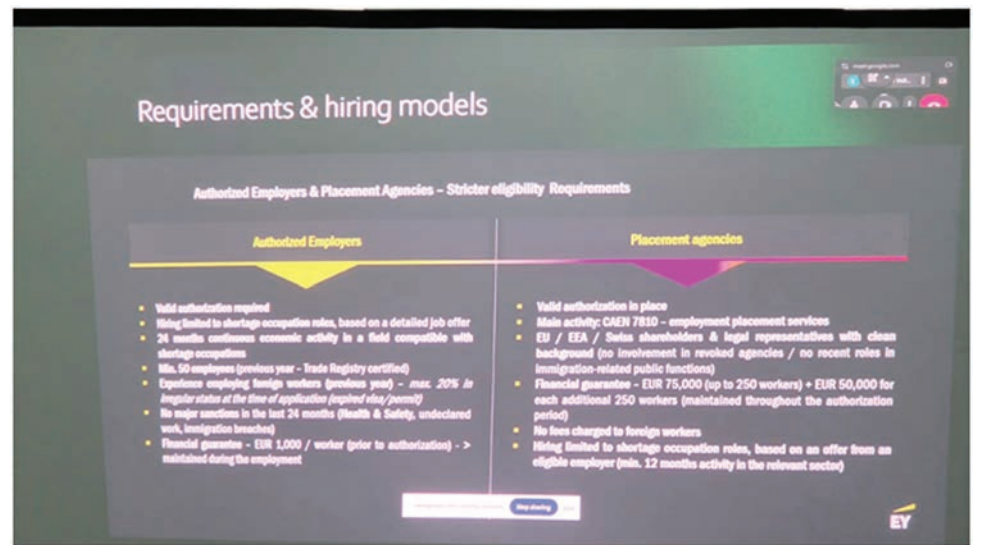 Requirements & hiring models
Authorized Employers & Placement Agencies – Stricter eligibility Requirements
Authorized Employers
Valid authorization required
Hiring limited to shortage occupation roles, based on a detailed job offer
24 months continuous economic activity in a field compatible with
shortage occupations
Min. 50 employees (previous year – Trade Registry certified)
Experience employing foreign workers (previous year) – max. 20% in
irregular status at the time of application (expired visa/permit)
No major sanctions in the last 24 months (Health & Safety, undeclared
work, immigration breaches)
Financial guarantee – EUR 1,000 / worker (prior to authorization) - >
maintained during the employment
Placement agencies
Valid authorization in place
Main activity: CAEN 7810 – employment placement services
EU / EEA / Swiss shareholders & legal representatives with clean
background (no involvement in revoked agencies / no recent roles in
immigration-related public functions)
Financial guarantee – EUR 75,000 (up to 250 workers) + EUR 50,000 for
each additional 250 workers (maintained throughout the authorization
period)
No fees charged to foreign workers
Hiring limited to shortage occupation roles, based on an offer from an
eligible employer (min. 12 months activity in the relevant sector)
Stop sharing
EY